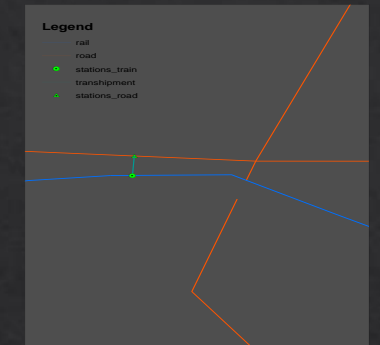 Legend
rail
road
stations_train
transhipment
stations_road